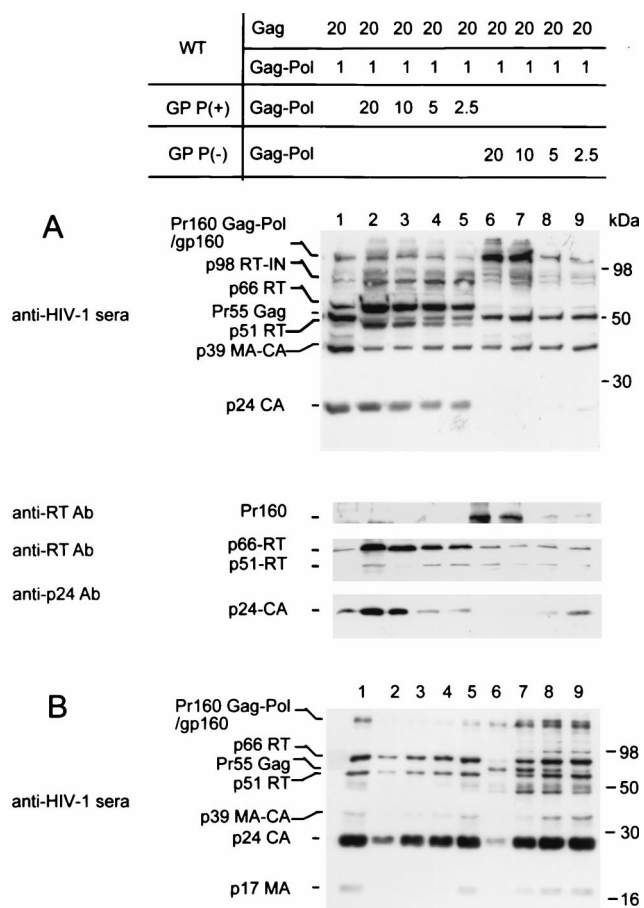 WT Gag 20 20 20 20 20 20 20 20 20
Gag-Pol 1 1 1 1 1 1 1 1 1
GP P(+) Gag-Pol 20 10 5 2.5
GP P(-) Gag-Pol 20 10 5 2.5
A
1 2 3 4 5 6 7 8 9 kDa
Pr160 Gag-Pol
/gp160
p98 RT-IN
- 98
p66 RT
anti-HIV-1 sera
Pr55 Gag
- 50
p51 RT
p39 MA-CA
- 30
p24 CA -
anti-RT Ab Pr160 -
anti-RT Ab p66-RT -
p51-RT -
anti-p24 Ab
p24-CA -
B
1 2 3 4 5 6 7 8 9
Pr160 Gag-Pol
/gp160
p66 RT
- 98
Pr55 Gag
p51 RT
- 50
anti-HIV-1 sera
p39 MA-CA
- 30
p24 CA -
p17 MA -
- 16